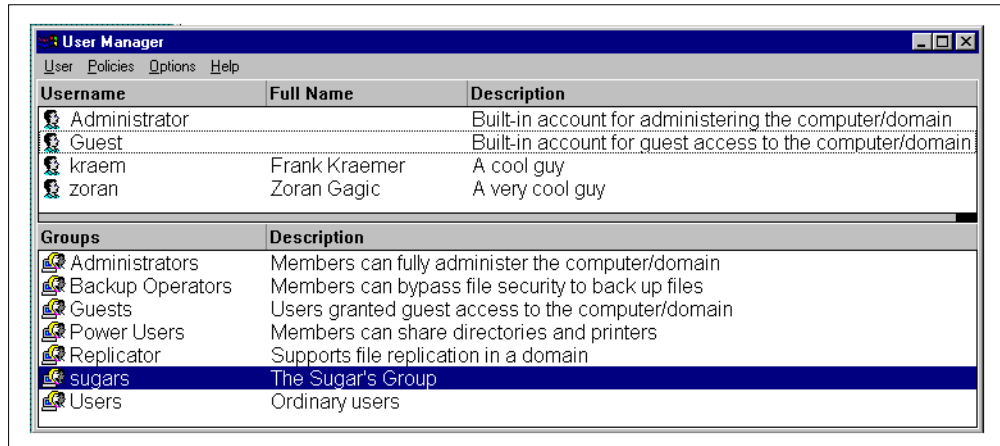 User Manager
User Policies Options Help
Username Full Name Description
Administrator Built-in account for administering the computer/domain
Guest Built-in account for guest access to the computer/domain
kraem Frank Kraemer A cool guy
zoran Zoran Gagic A very cool guy
Groups Description
Administrators Members can fully administer the computer/domain
Backup Operators Members can bypass file security to back up files
Guests Users granted guest access to the computer/domain
Power Users Members can share directories and printers
Replicator Supports file replication in a domain
sugars The Sugar's Group
Users Ordinary users